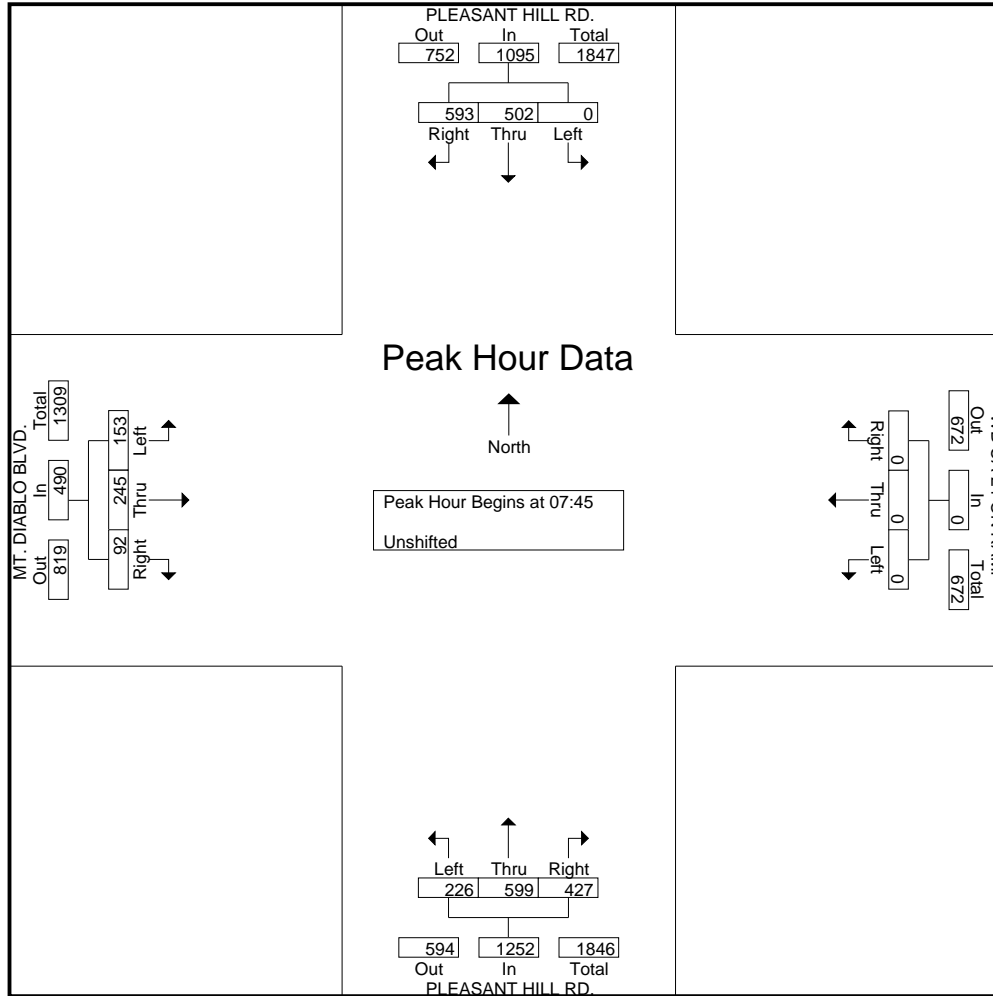 PLEASANT HILL RD.
Out In Total
752 1095 1847
593 502 0
Right Thru Left
Peak Hour Data
North
Peak Hour Begins at 07:45
Unshifted
MT. DIABLO BLVD.
Total In Out
1309 490 819
153 245 92
Left Thru Right
Out In Total
672 0 672
0 0 0
Right Thru Left
Left Thru Right
226 599 427
594 1252 1846
Out In Total
PLEASANT HILL RD.